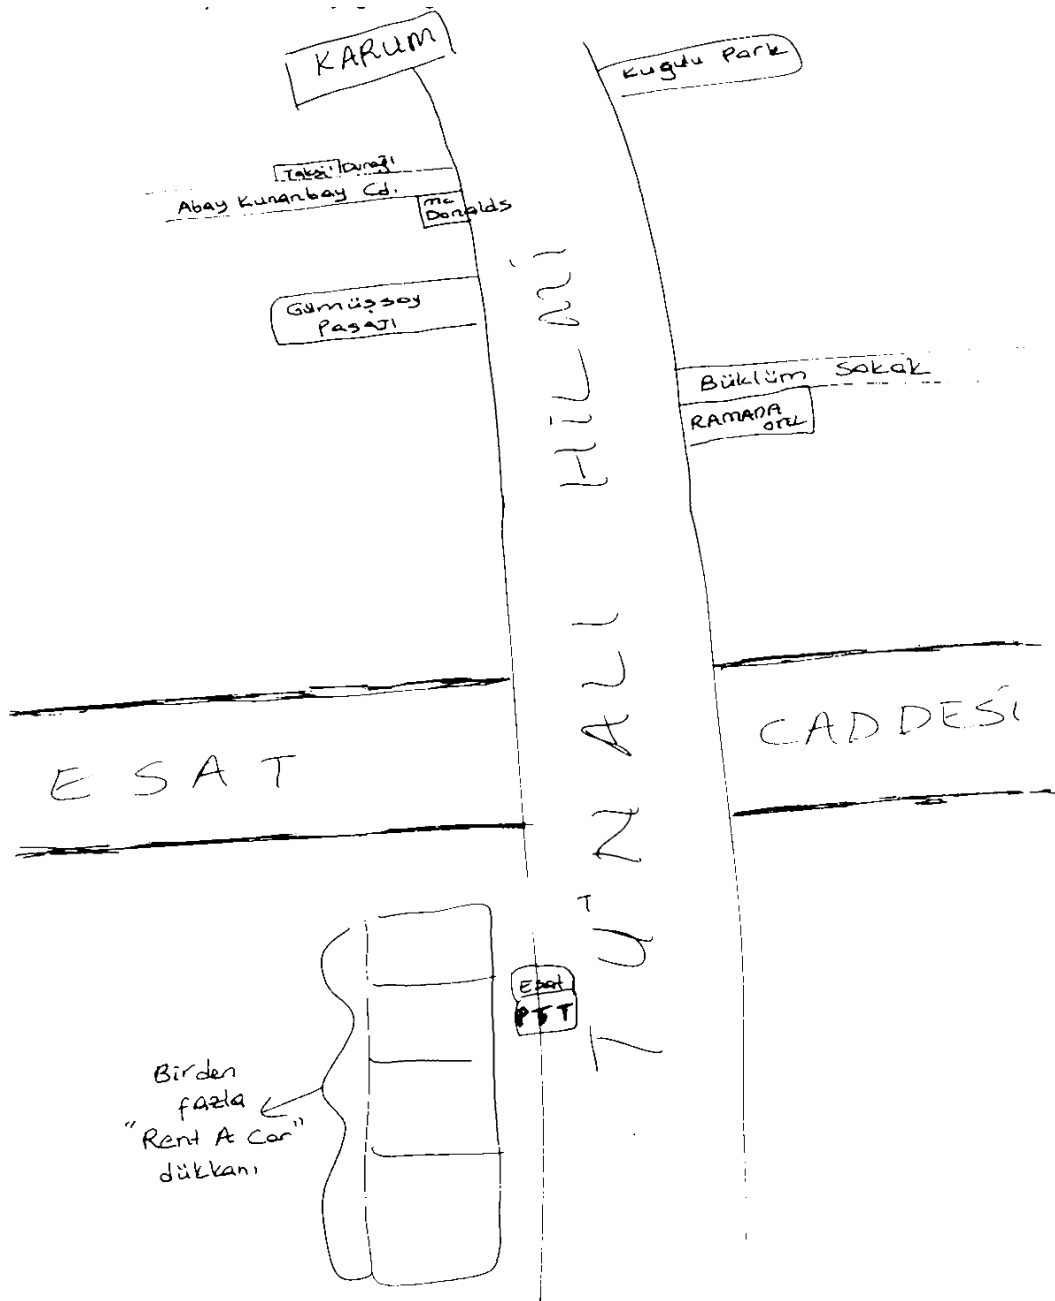 KARUM
Kuğulu Park
Taksi Durağı
Abay Kunanbay Cd.
Mc
Donalds
Gümüşsoy
Pasajı
Büklüm Sokak
RAMADA
OTEL
TUNALI HİLMİ
ESAT CADDESİ
T
Esat
PTT
Birden
fazla
"Rent A Car"
dükkanı